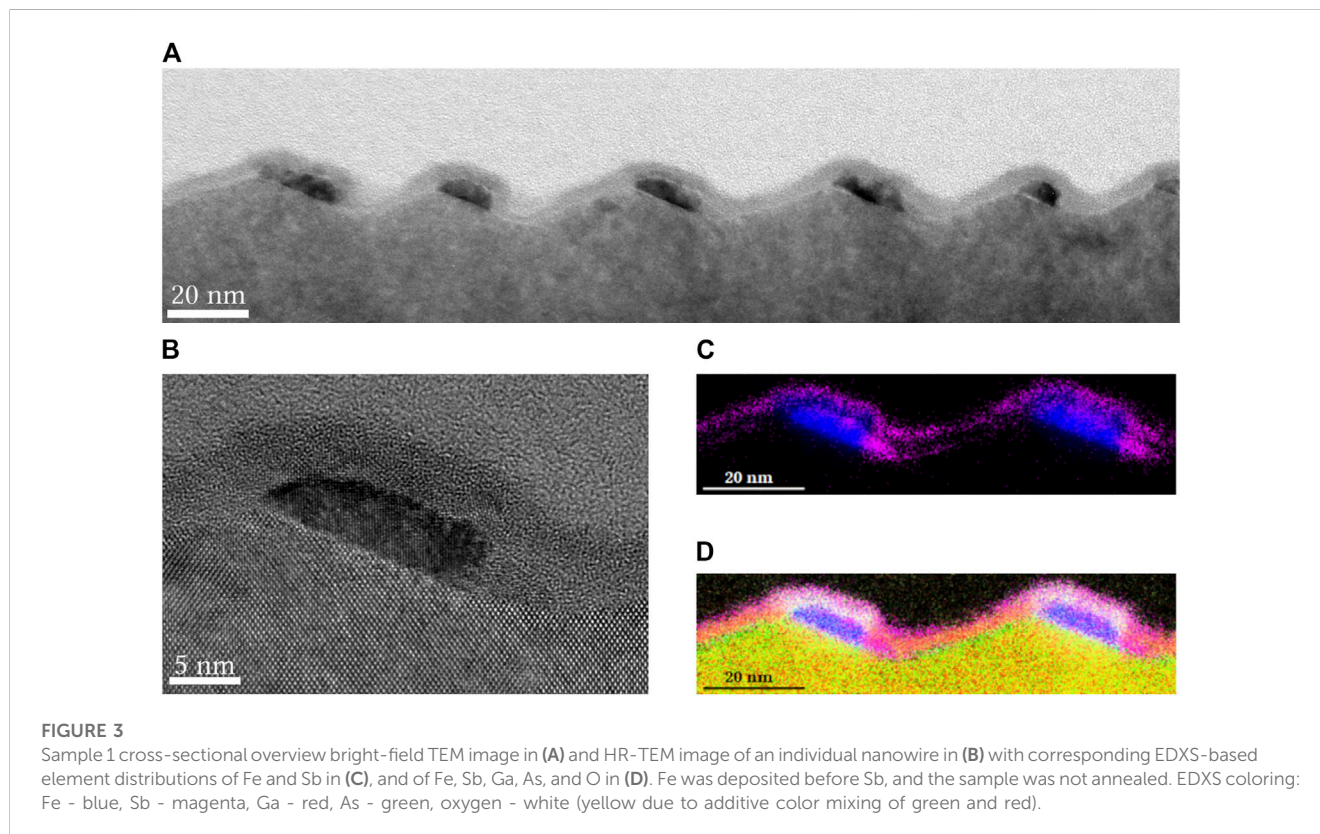 A
20 nm
B
C
5 nm
20 nm
D
20 nm
FIGURE 3
Sample 1 cross-sectional overview bright-field TEM image in (A) and HR-TEM image of an individual nanowire in (B) with corresponding EDXS-based
element distributions of Fe and Sb in (C), and of Fe, Sb, Ga, As, and O in (D). Fe was deposited before Sb, and the sample was not annealed. EDXS coloring:
Fe - blue, Sb - magenta, Ga - red, As - green, oxygen - white (yellow due to additive color mixing of green and red).